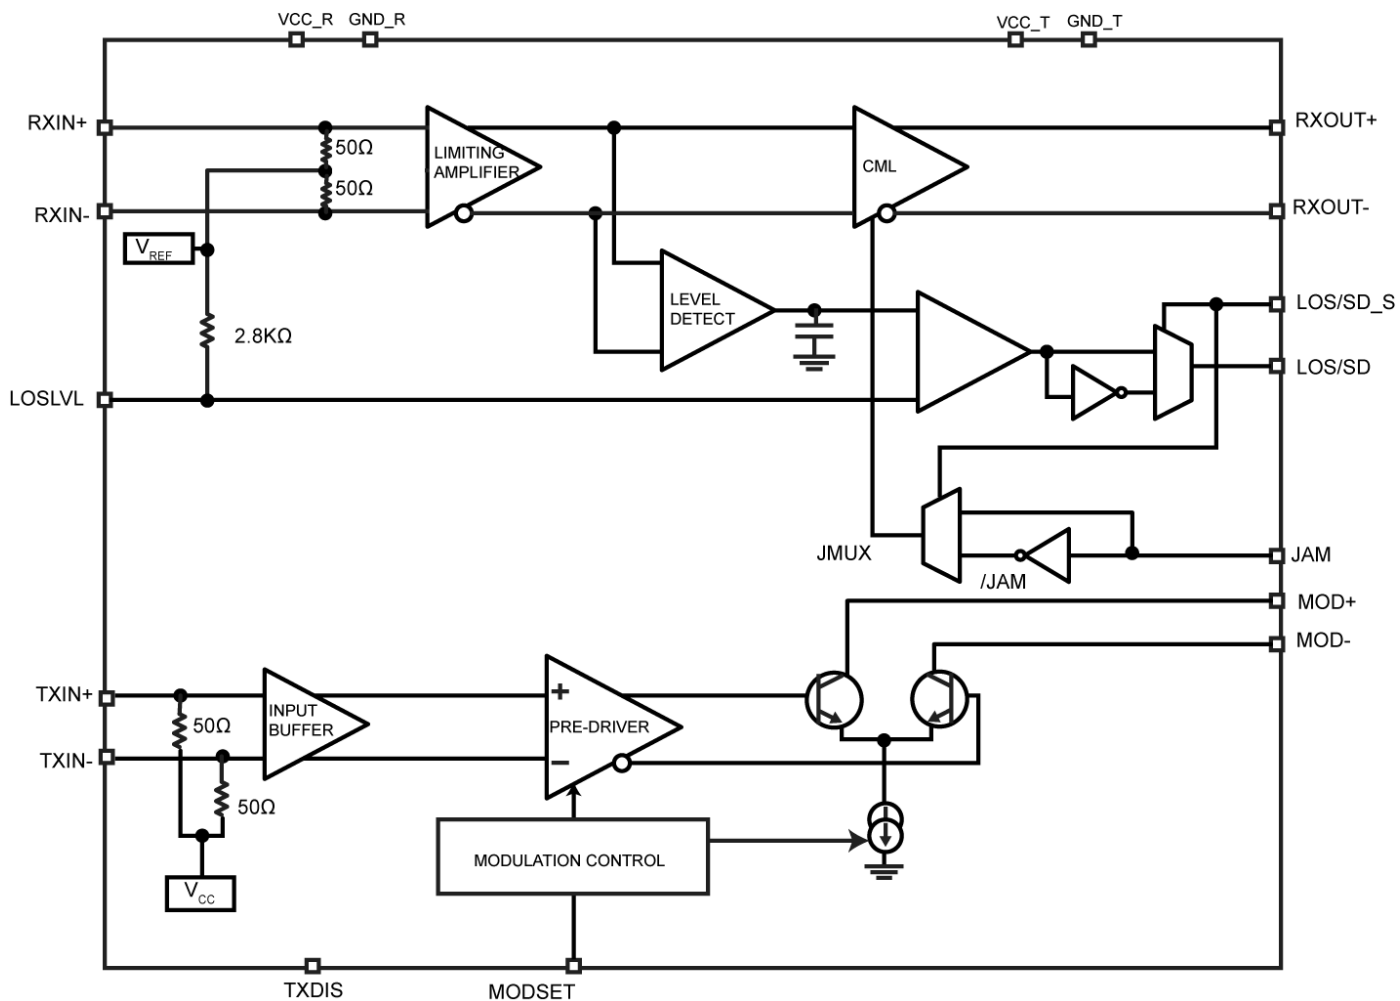 VCC_R GND_R
VCC_T GND_T
RXIN+
50Ω
50Ω
LIMITING
AMPLIFIER
CML
RXOUT+
RXIN-
RXOUT-
VREF
LEVEL
DETECT
LOS/SD_S
2.8KΩ
LOS/SD
LOSLVL
JMUX
/JAM
JAM
MOD+
MOD-
TXIN+
50Ω
INPUT
BUFFER
+
PRE-DRIVER
−
TXIN-
50Ω
MODULATION CONTROL
VCC
TXDIS
MODSET